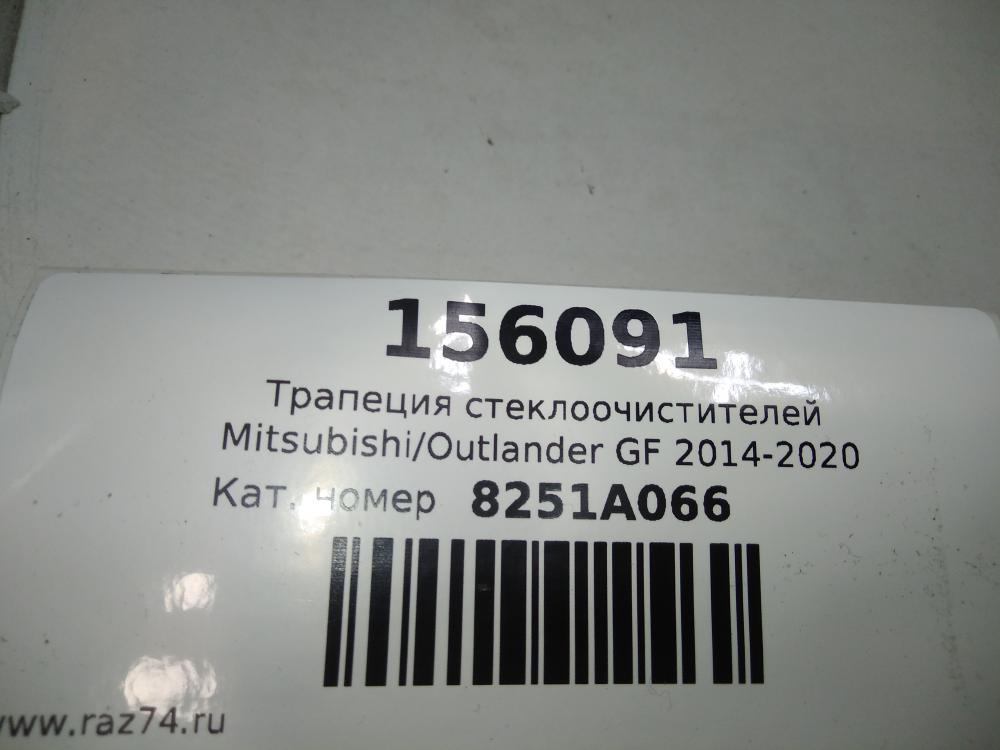 156091
Трапеция стеклоочистителей
Mitsubishi/Outlander GF 2014-2020
Кат. номер 8251A066
www.raz74.ru